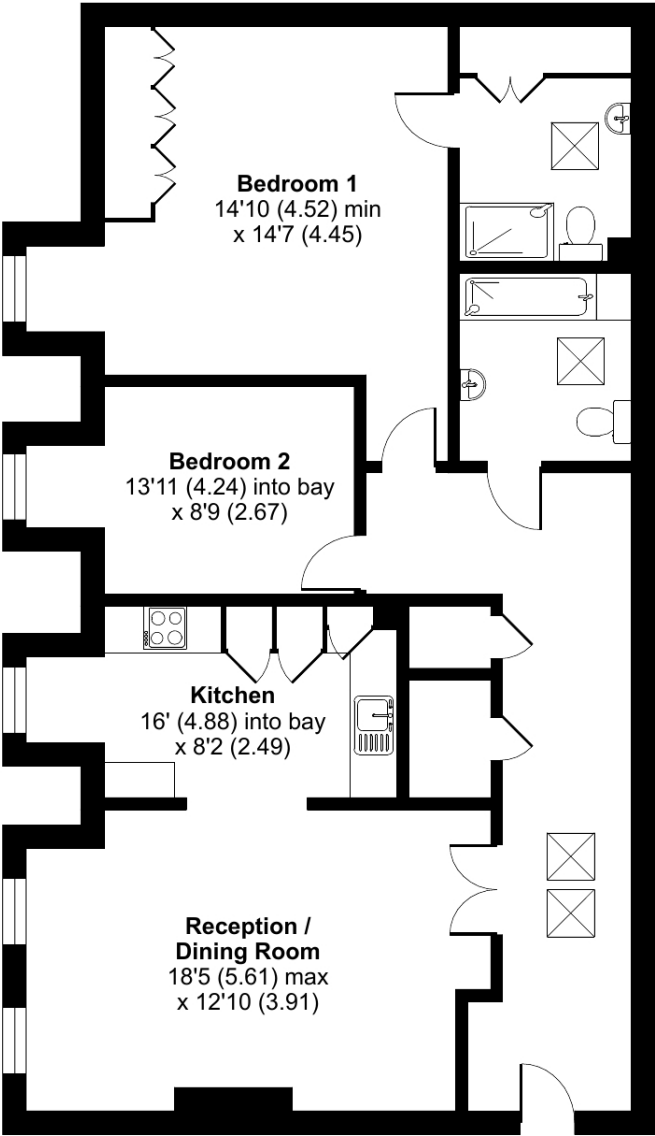 Bedroom 1
14'10 (4.52) min
x 14'7 (4.45)
Bedroom 2
13'11 (4.24) into bay
x 8'9 (2.67)
Kitchen
16' (4.88) into bay
x 8'2 (2.49)
Reception /
Dining Room
18'5 (5.61) max
x 12'10 (3.91)